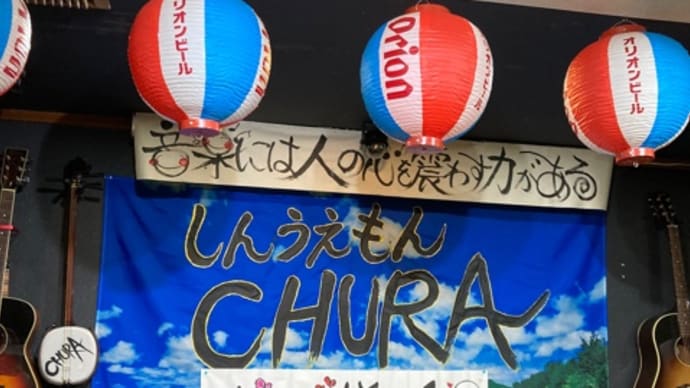 オリオンビール
Orion
オリオンビール
音楽には人の心を震わす力がある
しんうえもん
CHURA
CHURA